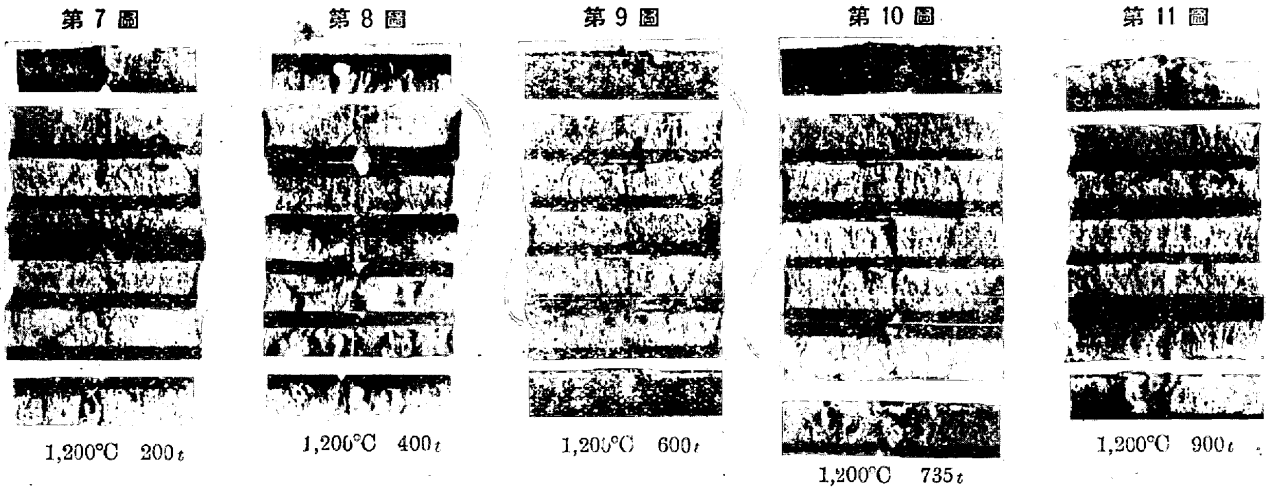 第 7 圖
第 8 圖
第 9 圖
第 10 圖
第 11 圖
1,200°C 200t
1,200°C 400t
1,200°C 600t
1,200°C 735t
1,200°C 900t